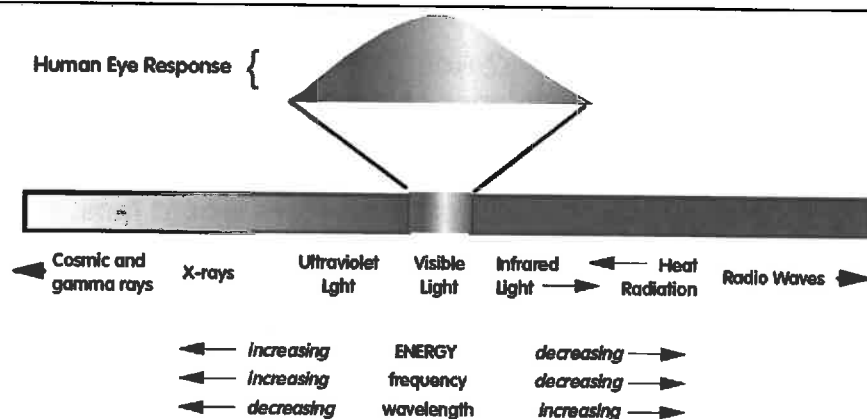 Human Eye Response {
Cosmic and gamma rays
X-rays
Ultraviolet Lght
Visible Light
Infrared Light
Heat Radiation
Radio Waves
increasing ENERGY decreasing
increasing frequency decreasing
decreasing wavelength increasing